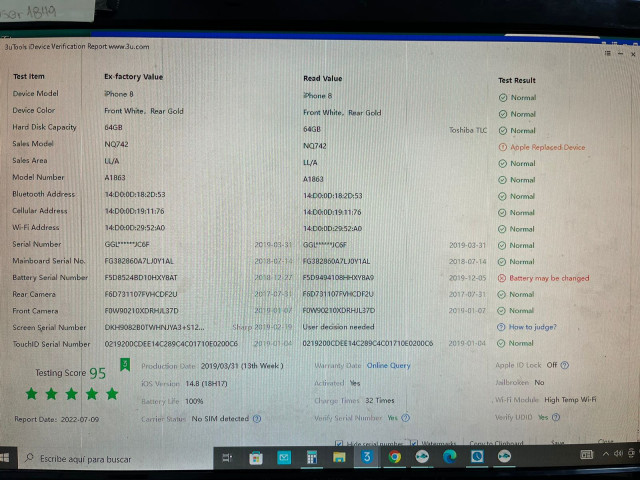 ser 1849
3uTools iDevice Verification Report www.3u.com
Test Item Ex-factory Value Read Value Test Result
Device Model iPhone 8 iPhone 8 Normal
Device Color Front White, Rear Gold Front White, Rear Gold Normal
Hard Disk Capacity 64GB 64GB Toshiba TLC Normal
Sales Model NQ742 NQ742 Apple Replaced Device
Sales Area LL/A LL/A Normal
Model Number A1863 A1863 Normal
Bluetooth Address 14:D0:0D:18:2D:53 14:D0:0D:18:2D:53 Normal
Cellular Address 14:D0:0D:19:11:76 14:D0:0D:19:11:76 Normal
Wi-Fi Address 14:D0:0D:29:52:A0 14:D0:0D:29:52:A0 Normal
Serial Number GGL******JC6F 2019-03-31 GGL******JC6F 2019-03-31 Normal
Mainboard Serial No. FG382860A7LJ0Y1AL 2018-07-14 FG382860A7LJ0Y1AL 2018-07-14 Normal
Battery Serial Number F5D8524BD10HXYBAT 2018-12-27 F5D9494108HHXYBA9 2019-12-05 Battery may be changed
Rear Camera F6D731107FVHCDF2U 2017-07-31 F6D731107FVHCDF2U 2017-07-31 Normal
Front Camera F0W90210XDRHJL37D 2019-01-07 F0W90210XDRHJL37D 2019-01-07 Normal
Screen Serial Number DKH9082B0TWHNJYA3+S12... Sharp 2019-02-19 User decision needed How to judge?
TouchID Serial Number 0219200CDEE14C289C4C01710E0200C6 2019-01-04 0219200CDEE14C289C4C01710E0200C6 2019-01-04 Normal
Testing Score 95 Production Date 2019/03/31 (13th Week) Warranty Date Online Query Apple ID Lock Off
iOS Version 14.8 (18H17) Activated Yes Jailbroken No
Battery Life 100% Charge Times 32 Times Wi-Fi Module High Temp Wi-Fi
Report Date: 2022-07-09 Carrier Status No SIM detected Verify Serial Number Yes Verify UDID Yes
Hide serial number Watermark Copy to Clipboard Save Close
Escribe aquí para buscar